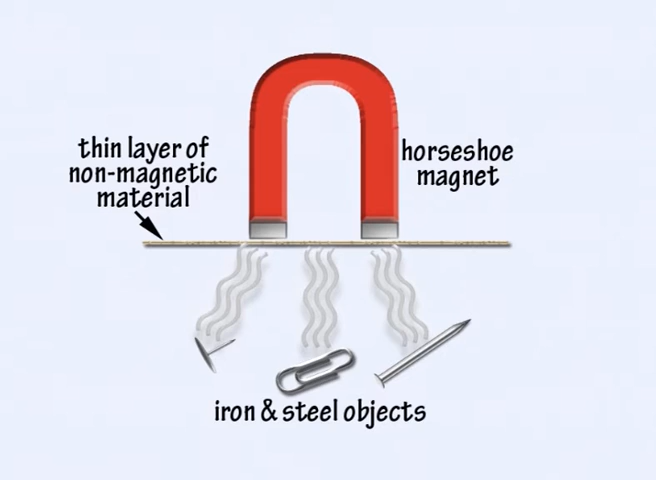 thin layer of
non-magnetic
material
horseshoe
magnet
iron & steel objects